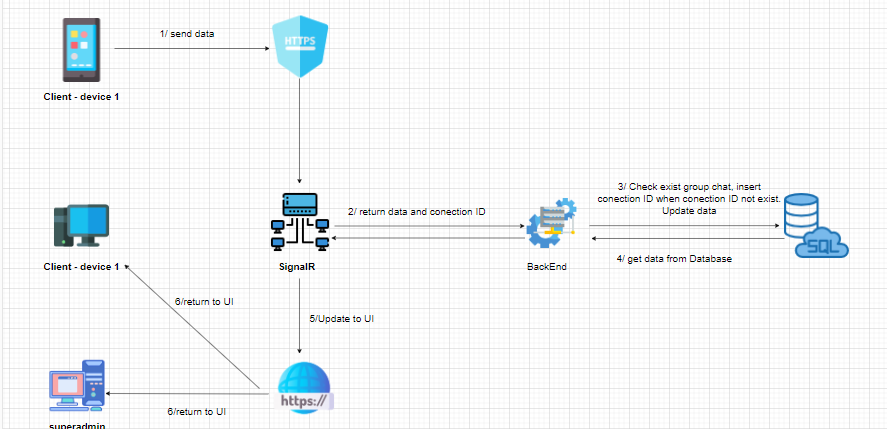 1/ send data
HTTPS
Client - device 1
3/ Check exist group chat, insert
conection ID when conection ID not exist.
Update data
2/ return data and conection ID
SQL
Client - device 1
SignalR
BackEnd
4/ get data from Database
6/return to UI
5/Update to UI
https://
6/return to UI
superadmin